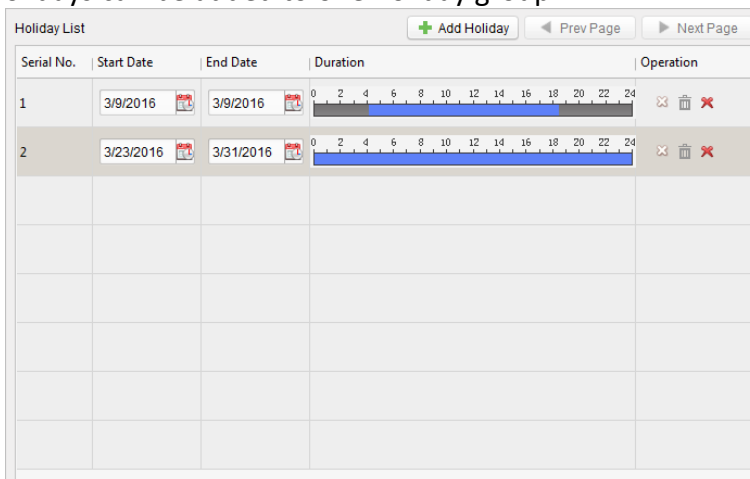 Holiday List Add Holiday Prev Page Next Page
Serial No. Start Date End Date Duration Operation
0 2 4 6 8 10 12 14 16 18 20 22 24
1 3/9/2016 3/9/2016
0 2 4 6 8 10 12 14 16 18 20 22 24
2 3/23/2016 3/31/2016